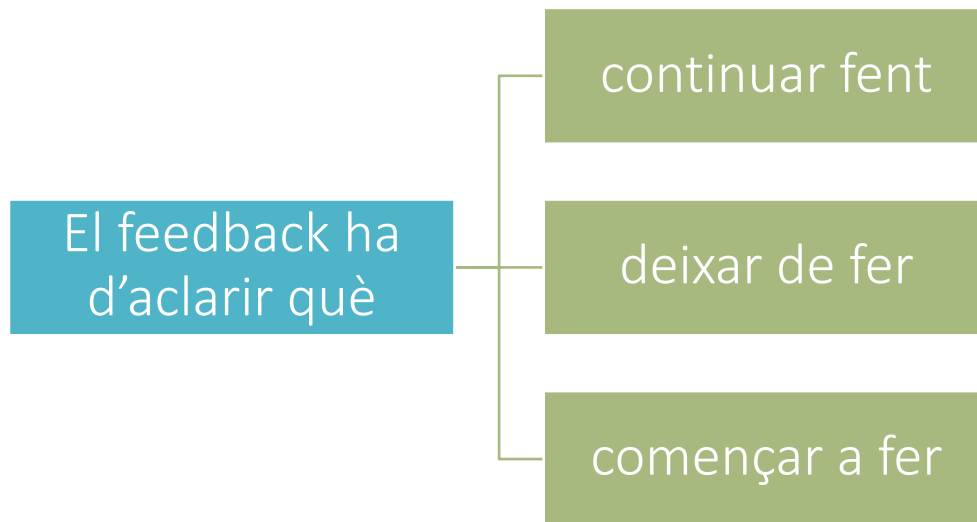 El feedback ha
d’aclarir què
continuar fent
deixar de fer
començar a fer